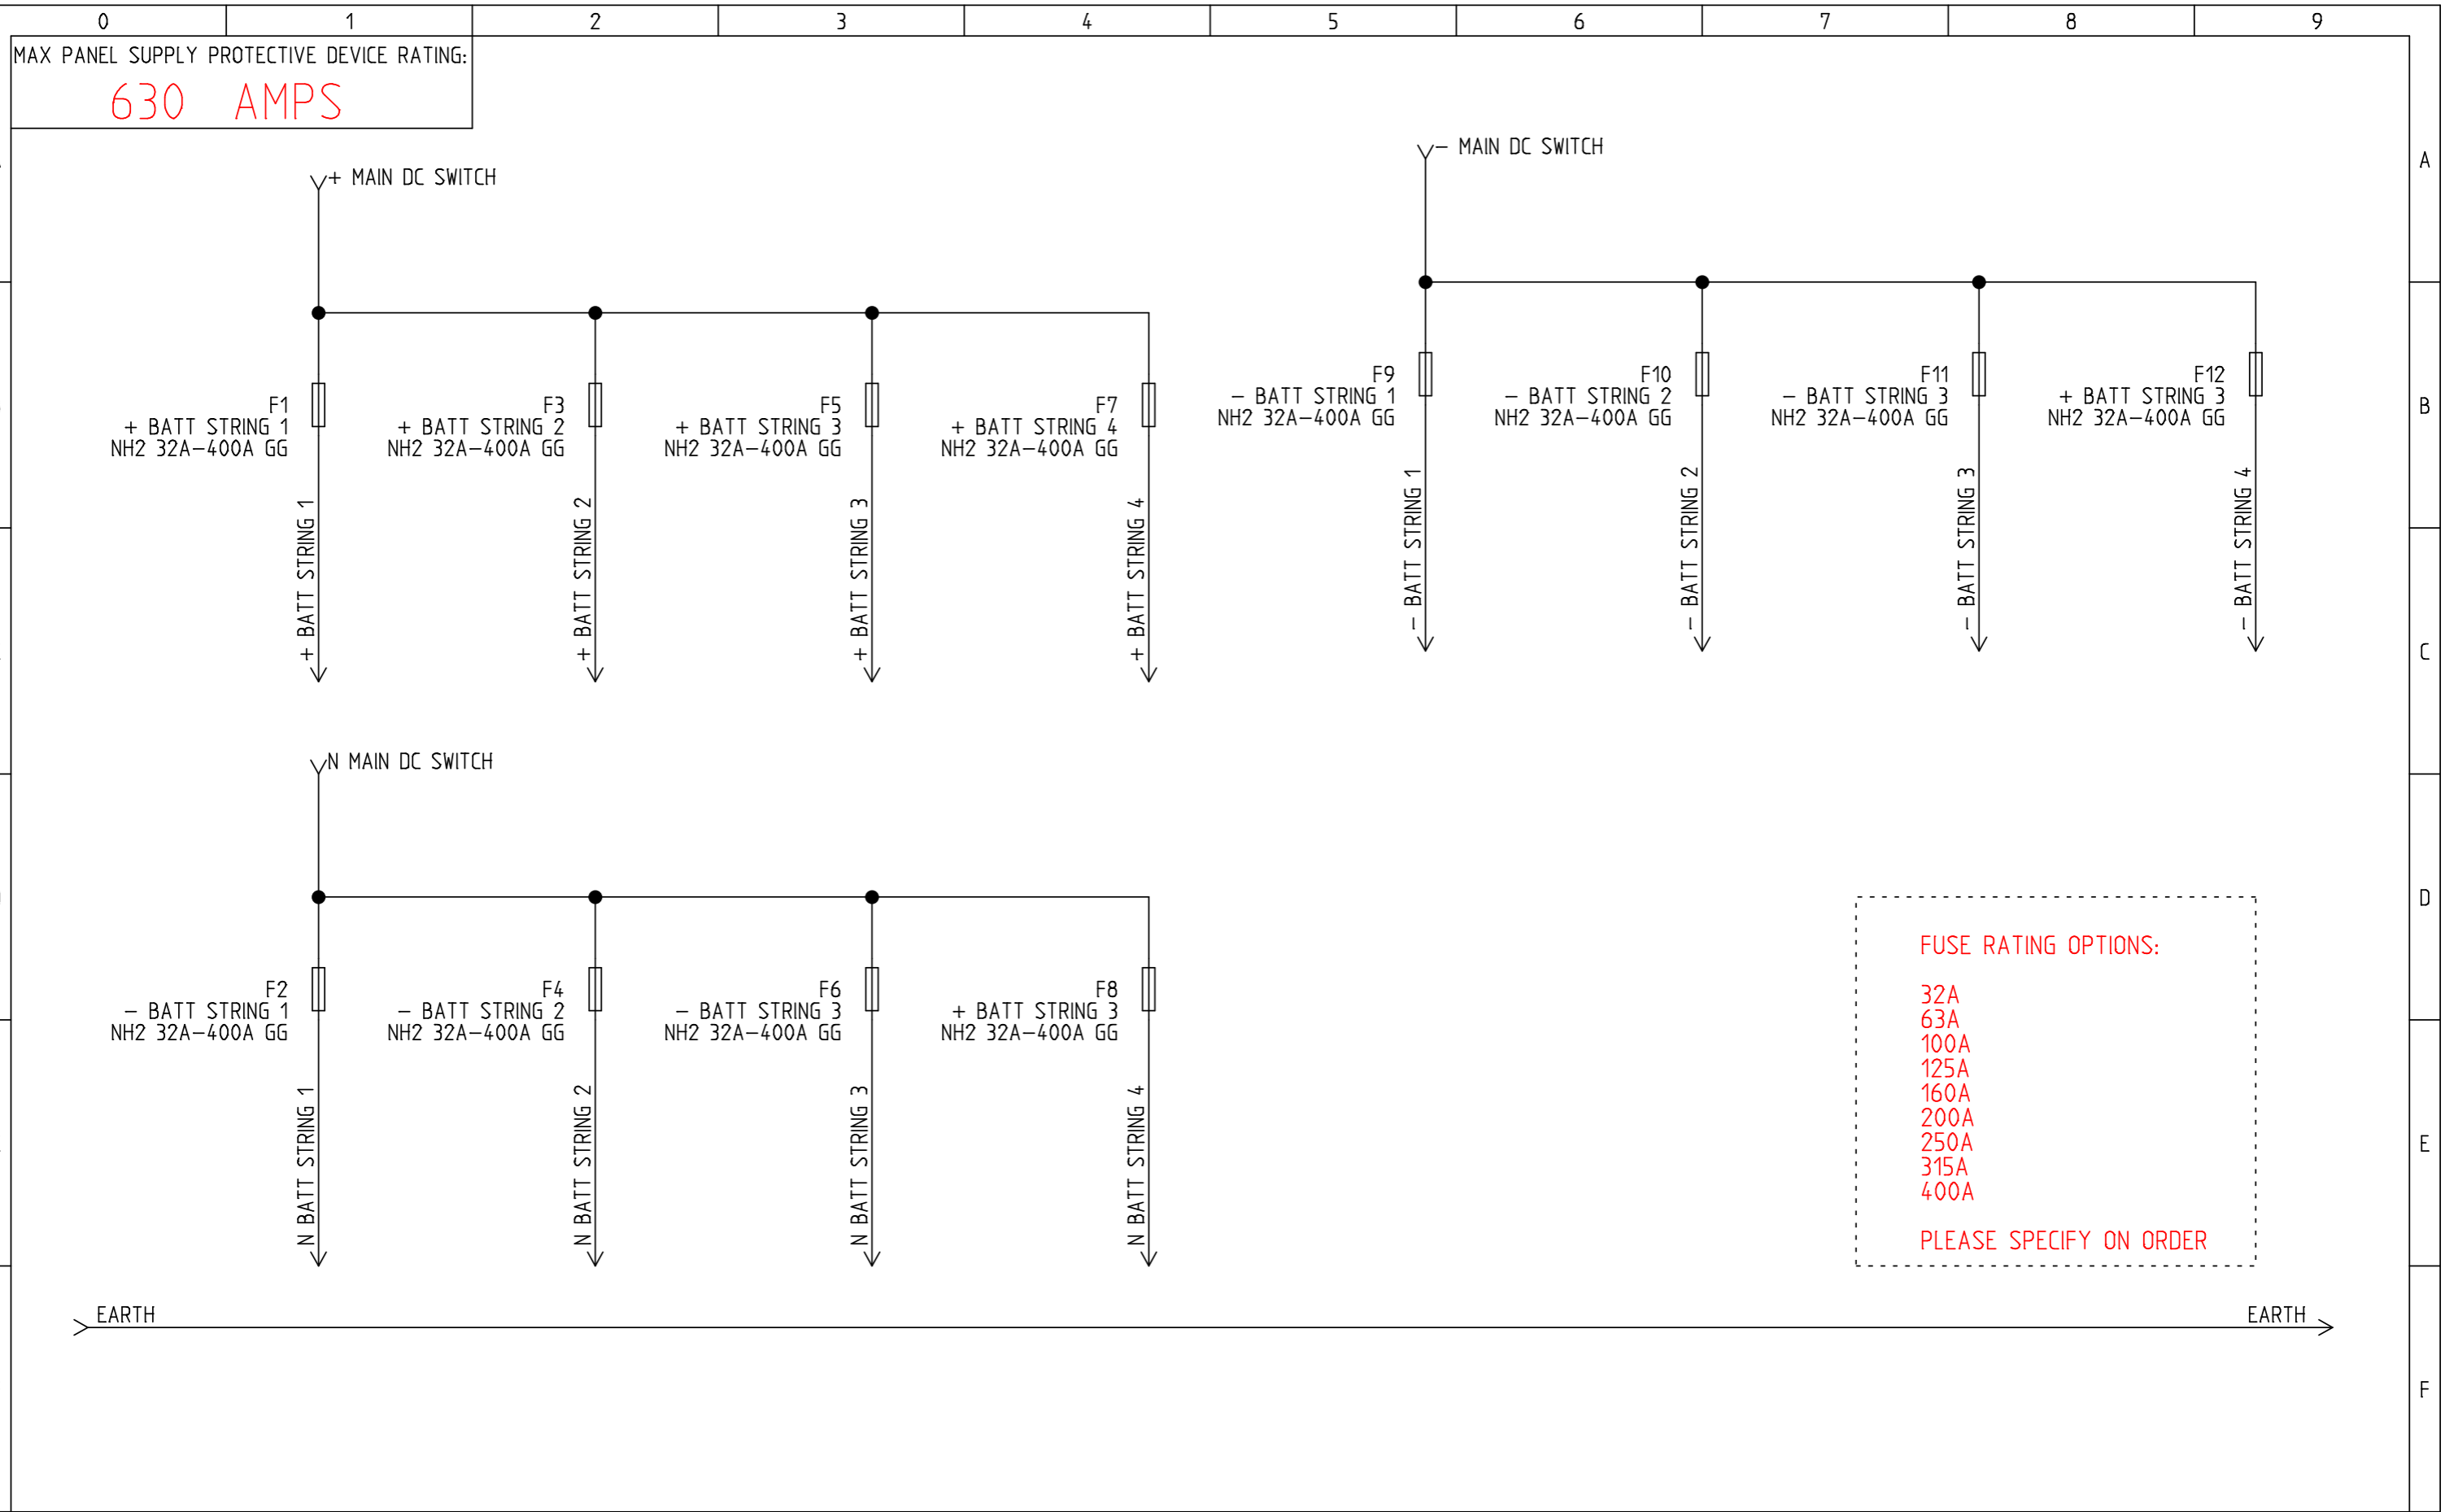 0 1 2 3 4 5 6 7 8 9
MAX PANEL SUPPLY PROTECTIVE DEVICE RATING:
630 AMPS
+ MAIN DC SWITCH
F1
+ BATT STRING 1
NH2 32A-400A GG
+ BATT STRING 1
F3
+ BATT STRING 2
NH2 32A-400A GG
+ BATT STRING 2
F5
+ BATT STRING 3
NH2 32A-400A GG
+ BATT STRING 3
F7
+ BATT STRING 4
NH2 32A-400A GG
+ BATT STRING 4
- MAIN DC SWITCH
F9
- BATT STRING 1
NH2 32A-400A GG
- BATT STRING 1
F10
- BATT STRING 2
NH2 32A-400A GG
- BATT STRING 2
F11
- BATT STRING 3
NH2 32A-400A GG
- BATT STRING 3
F12
+ BATT STRING 3
NH2 32A-400A GG
- BATT STRING 4
N MAIN DC SWITCH
F2
- BATT STRING 1
NH2 32A-400A GG
N BATT STRING 1
F4
- BATT STRING 2
NH2 32A-400A GG
N BATT STRING 2
F6
- BATT STRING 3
NH2 32A-400A GG
N BATT STRING 3
F8
+ BATT STRING 3
NH2 32A-400A GG
N BATT STRING 4
FUSE RATING OPTIONS:
32A
63A
100A
125A
160A
200A
250A
315A
400A
PLEASE SPECIFY ON ORDER
EARTH
EARTH
A
B
C
D
E
F